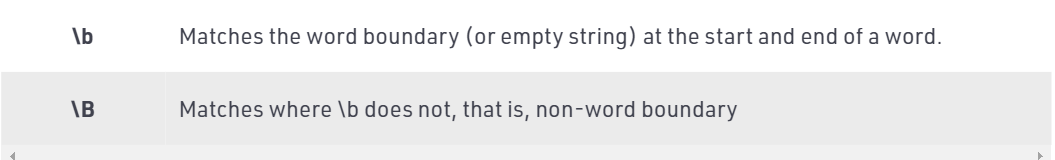 \b Matches the word boundary (or empty string) at the start and end of a word.
\B Matches where \b does not, that is, non-word boundary